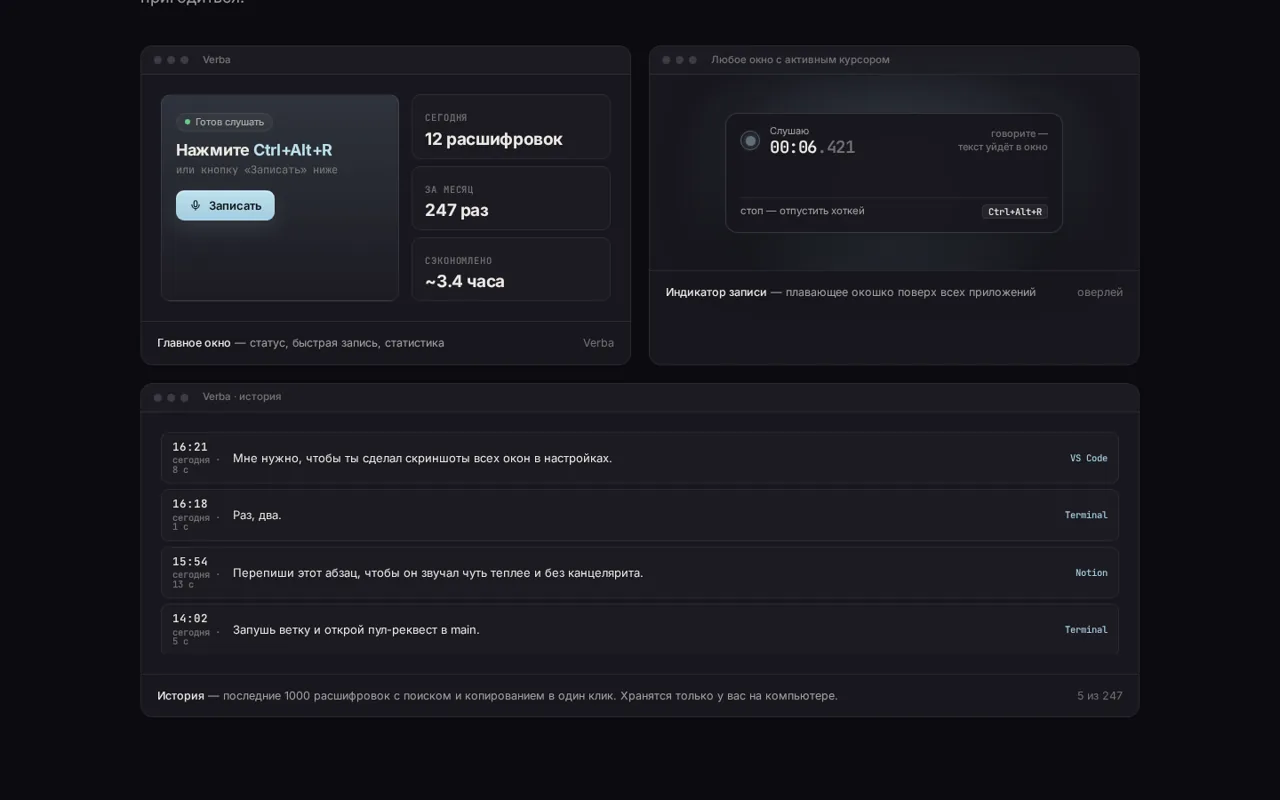 пригодиться.
Verba
Готов слушать
Нажмите Ctrl+Alt+R
или кнопку «Записать» ниже
Записать
СЕГОДНЯ
12 расшифровок
ЗА МЕСЯЦ
247 раз
СЭКОНОМЛЕНО
~3.4 часа
Главное окно — статус, быстрая запись, статистика
Verba
Любое окно с активным курсором
Слушаю
00:06.421
говорите —
текст уйдёт в окно
стоп — отпустить хоткей
Ctrl+Alt+R
Индикатор записи — плавающее окошко поверх всех приложений
оверлей
Verba · история
16:21
сегодня ·
8 с
Мне нужно, чтобы ты сделал скриншоты всех окон в настройках.
VS Code
16:18
сегодня ·
1 с
Раз, два.
Terminal
15:54
сегодня ·
13 с
Перепиши этот абзац, чтобы он звучал чуть теплее и без канцелярита.
Notion
14:02
сегодня ·
5 с
Запушь ветку и открой пул-реквест в main.
Terminal
История — последние 1000 расшифровок с поиском и копированием в один клик. Хранятся только у вас на компьютере.
5 из 247